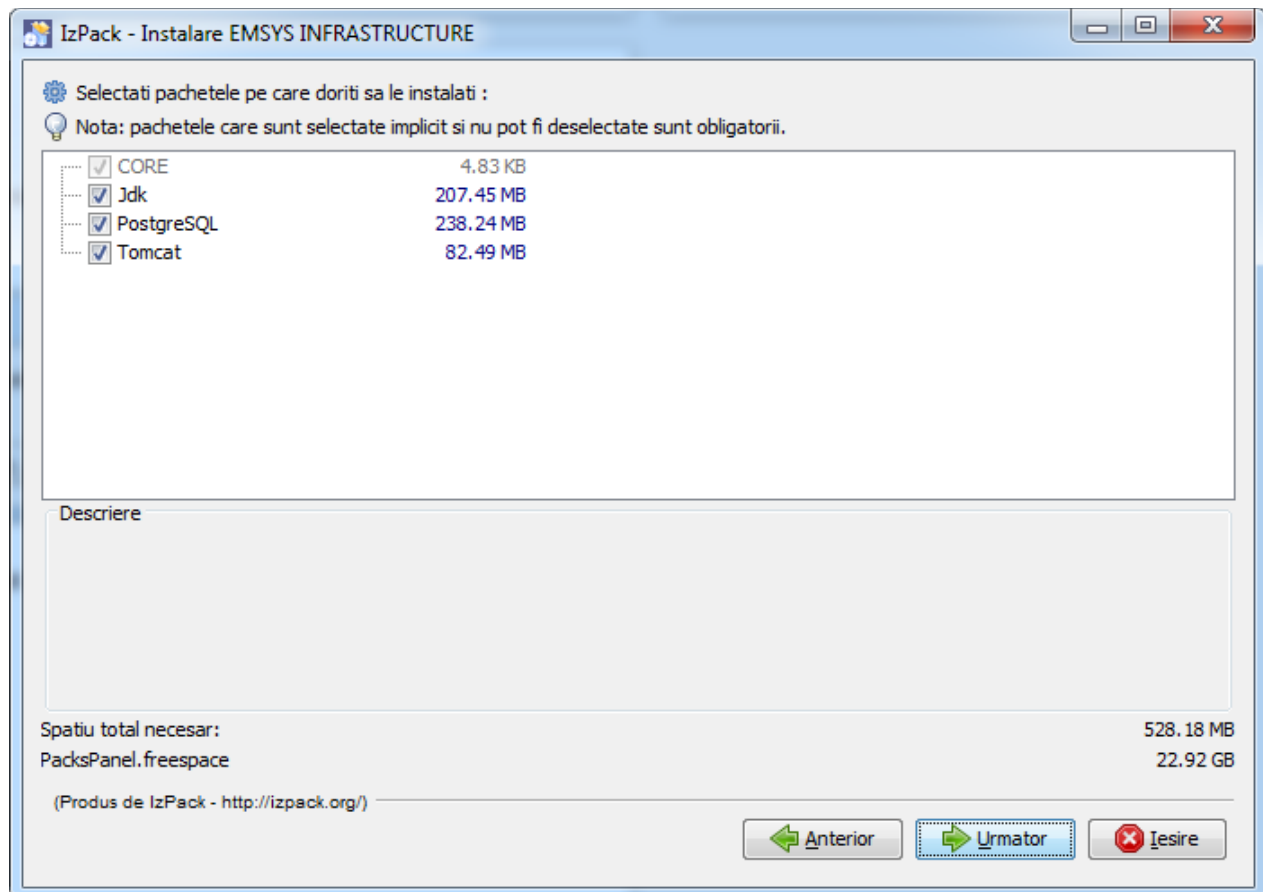 IzPack - Instalare EMSYS INFRASTRUCTURE
Selectati pachetele pe care doriti sa le instalati :
Nota: pachetele care sunt selectate implicit si nu pot fi deselectate sunt obligatorii.
CORE 4.83 KB
Jdk 207.45 MB
PostgreSQL 238.24 MB
Tomcat 82.49 MB
Descriere
Spatiu total necesar: 528.18 MB
PacksPanel.freespace 22.92 GB
(Produs de IzPack - http://izpack.org/)
Anterior Urmator Iesire